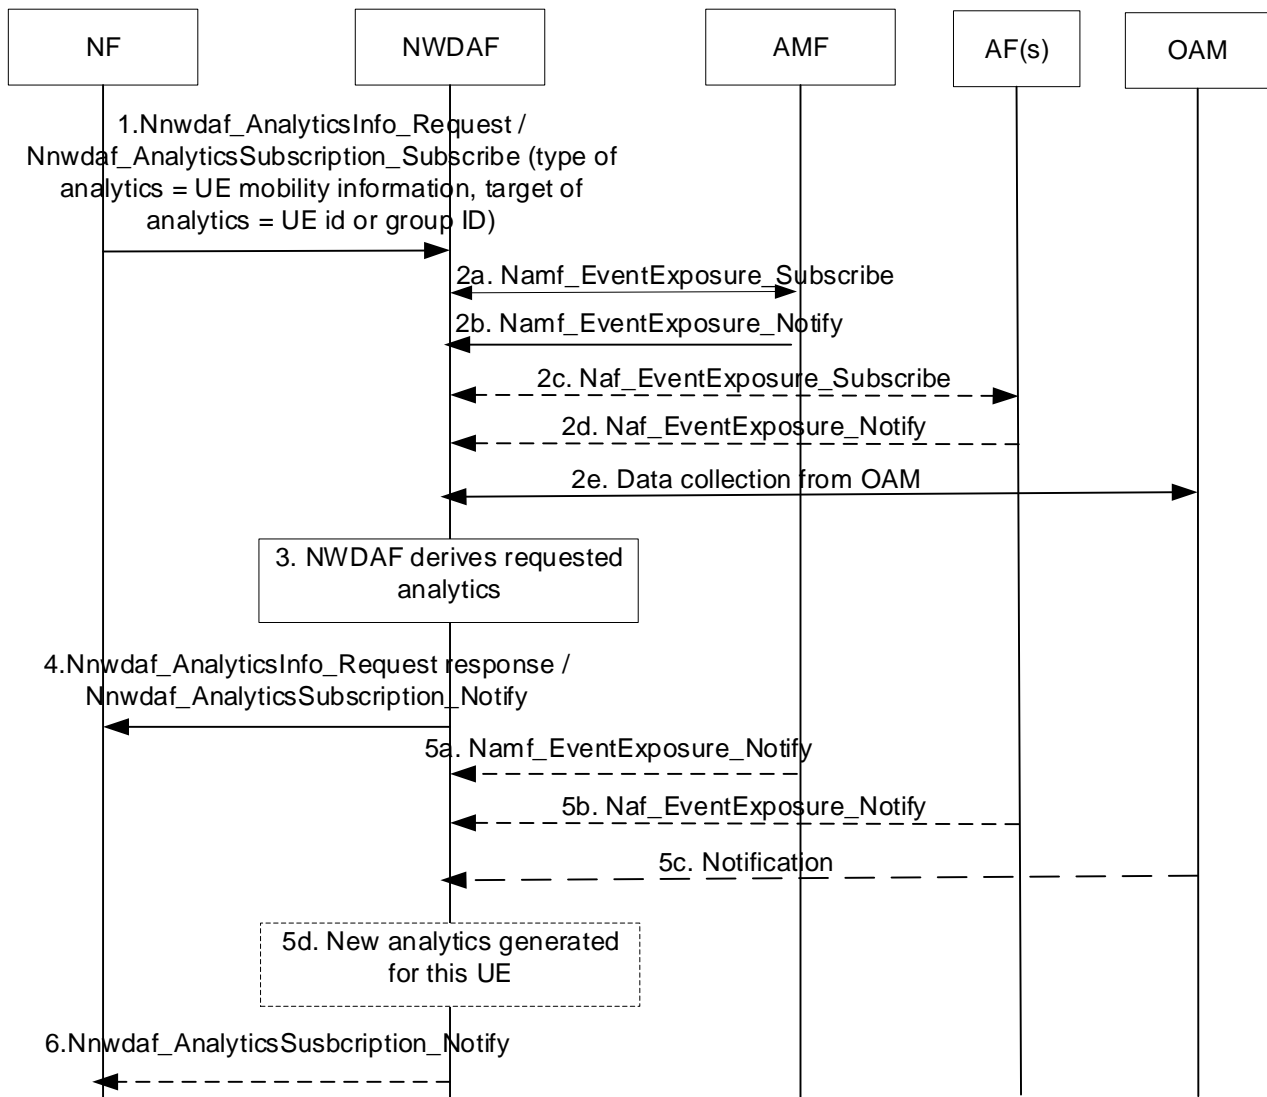 NF
NWDAF
AMF
AF(s)
OAM
1.Nnwdaf_AnalyticsInfo_Request /
Nnwdaf_AnalyticsSubscription_Subscribe (type of
analytics = UE mobility information, target of
analytics = UE id or group ID)
2a. Namf_EventExposure_Subscribe
2b. Namf_EventExposure_Notify
2c. Naf_EventExposure_Subscribe
2d. Naf_EventExposure_Notify
2e. Data collection from OAM
3. NWDAF derives requested
analytics
4.Nnwdaf_AnalyticsInfo_Request response /
Nnwdaf_AnalyticsSubscription_Notify
5a. Namf_EventExposure_Notify
5b. Naf_EventExposure_Notify
5c. Notification
5d. New analytics generated
for this UE
6.Nnwdaf_AnalyticsSusbcription_Notify